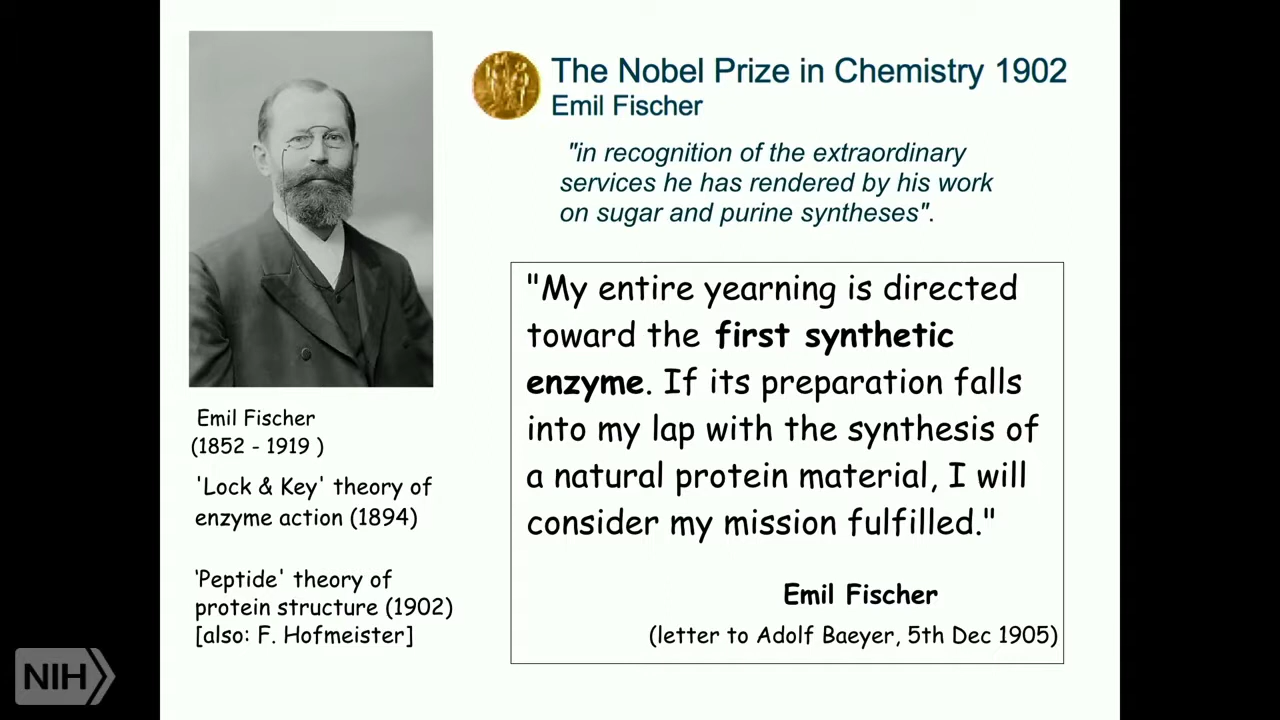 The Nobel Prize in Chemistry 1902
Emil Fischer
"in recognition of the extraordinary
services he has rendered by his work
on sugar and purine syntheses".
"My entire yearning is directed
toward the first synthetic
enzyme. If its preparation falls
into my lap with the synthesis of
a natural protein material, I will
consider my mission fulfilled."
Emil Fischer
(letter to Adolf Baeyer, 5th Dec 1905)
Emil Fischer
(1852 - 1919 )
'Lock & Key' theory of
enzyme action (1894)
'Peptide' theory of
protein structure (1902)
[also: F. Hofmeister]
NIH